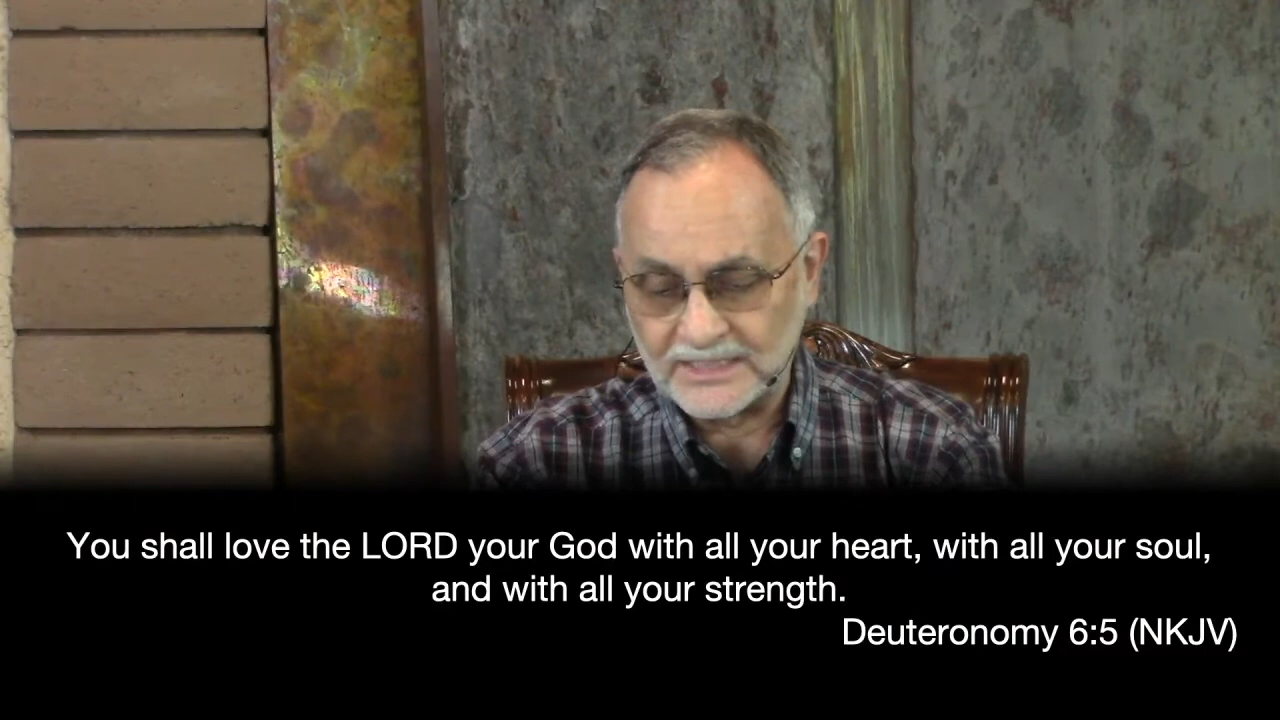 You shall love the LORD your God with all your heart, with all your soul,
and with all your strength.
Deuteronomy 6:5 (NKJV)